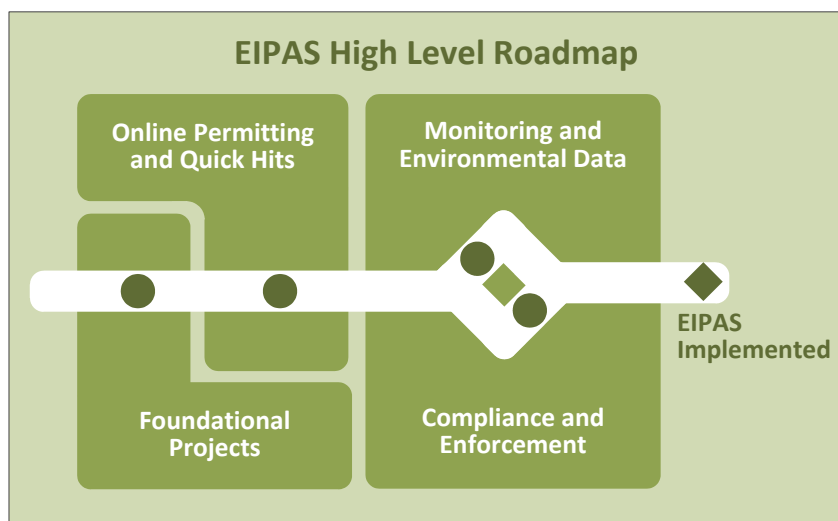 EIPAS High Level Roadmap
Online Permitting
and Quick Hits
Monitoring and
Environmental Data
EIPAS
Implemented
Foundational
Projects
Compliance and
Enforcement